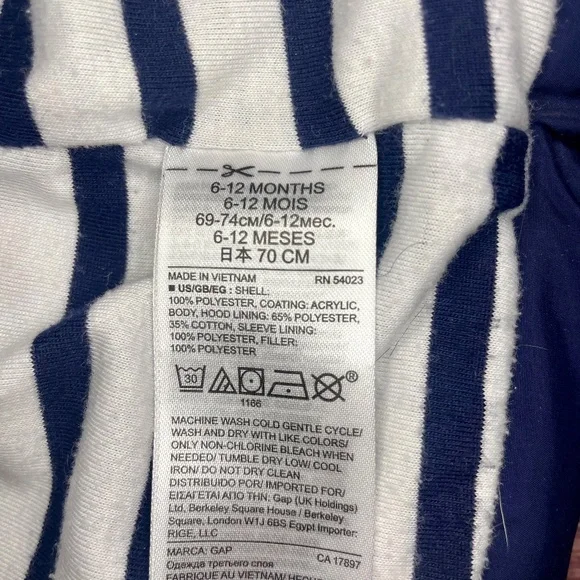 6-12 MONTHS
6-12 MOIS
69-74см/6-12мес.
6-12 MESES
日本 70 CM
MADE IN VIETNAM RN 54023
■ US/GB/EG : SHELL:
100% POLYESTER, COATING: ACRYLIC,
BODY, HOOD LINING: 65% POLYESTER,
35% COTTON, SLEEVE LINING:
100% POLYESTER, FILLER:
100% POLYESTER
30
®
1166
MACHINE WASH COLD GENTLE CYCLE/
WASH AND DRY WITH LIKE COLORS/
ONLY NON-CHLORINE BLEACH WHEN
NEEDED/ TUMBLE DRY LOW/ COOL
IRON/ DO NOT DRY CLEAN
DISTRIBUIDO POR/ IMPORTED FOR/
ΕΙΣΑΓΕΤΑΙ ΑΠΟ ΤΗΝ: Gap (UK Holdings)
Ltd, Berkeley Square House / Berkeley
Square, London W1J 6BS Egypt Importer:
RIGE, LLC
MARCA: GAP CA 17897
Одежда третьего слоя
FABRIQUÉ AU VIETNAM/